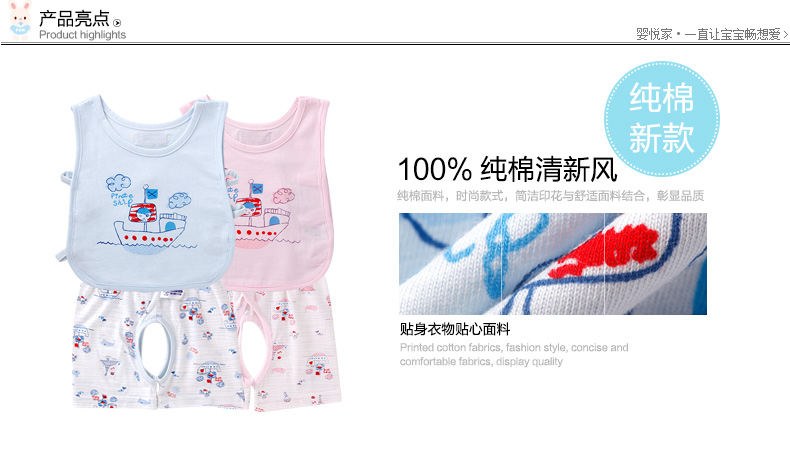 产品亮点
Product highlights
婴悦家·一直让宝宝畅想爱
纯棉
新款
100% 纯棉清新风
纯棉面料，时尚款式，简洁印花与舒适面料结合，彰显品质
Pirate
Ship
贴身衣物贴心面料
Printed cotton fabrics, fashion style, concise and
comfortable fabrics, display quality